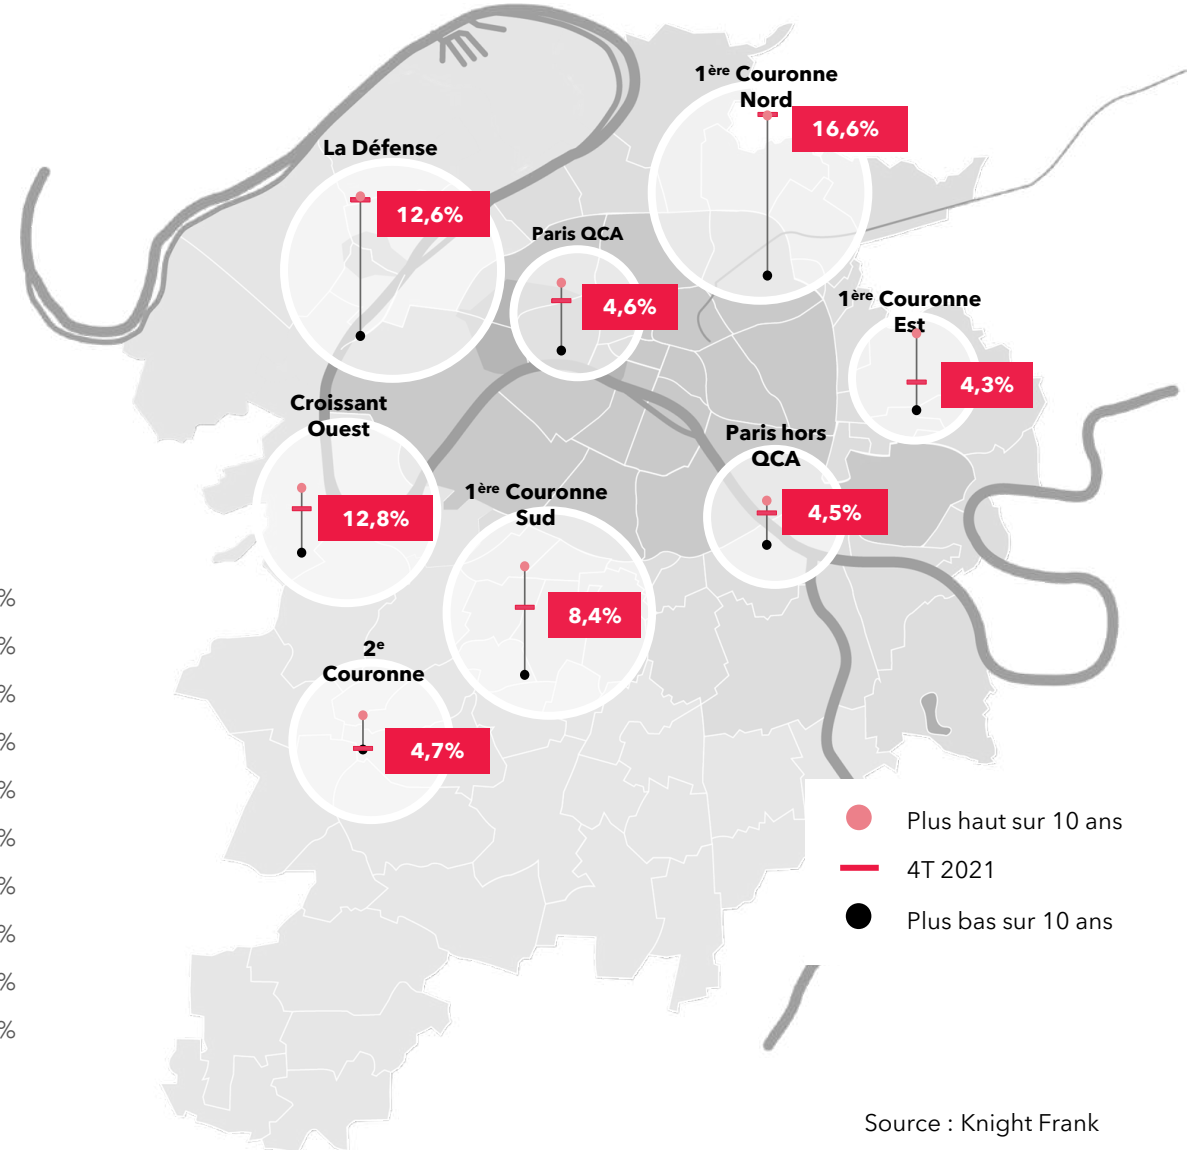 1ère Couronne
Nord
16,6%
La Défense
12,6%
Paris QCA
4,6%
1ère Couronne
Est
4,3%
Croissant
Ouest
12,8%
Paris hors
QCA
4,5%
1ère Couronne
Sud
8,4%
2e
Couronne
4,7%
%
%
%
%
%
%
%
%
%
%
Plus haut sur 10 ans
4T 2021
Plus bas sur 10 ans
Source : Knight Frank